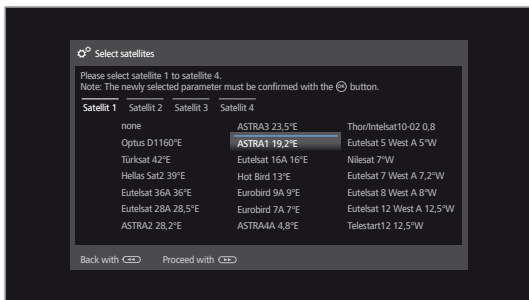 Select satellites
Please select satellite 1 to satellite 4.
Note: The newly selected parameter must be confirmed with the OK button.
Satellit 1 Satellit 2 Satellit 3 Satellit 4
none ASTRA3 23,5°E Thor/Intelsat10-02 0,8
Optus D1160°E ASTRA1 19,2°E Eutelsat 5 West A 5°W
Türksat 42°E Eutelsat 16A 16°E Nilesat 7°W
Hellas Sat2 39°E Hot Bird 13°E Eutelsat 7 West A 7,2°W
Eutelsat 36A 36°E Eurobird 9A 9°E Eutelsat 8 West A 8°W
Eutelsat 28A 28,5°E Eurobird 7A 7°E Eutelsat 12 West A 12,5°W
ASTRA2 28,2°E ASTRA4A 4,8°E Telestart12 12,5°W
Back with Proceed with